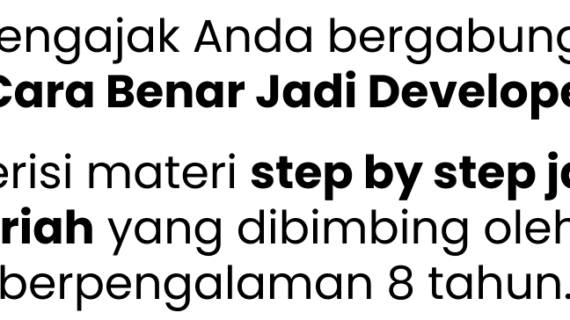 engajak Anda bergabung
Cara Benar Jadi Develope
erisi materi step by step ja
riah yang dibimbing oleh
berpengalaman 8 tahun.